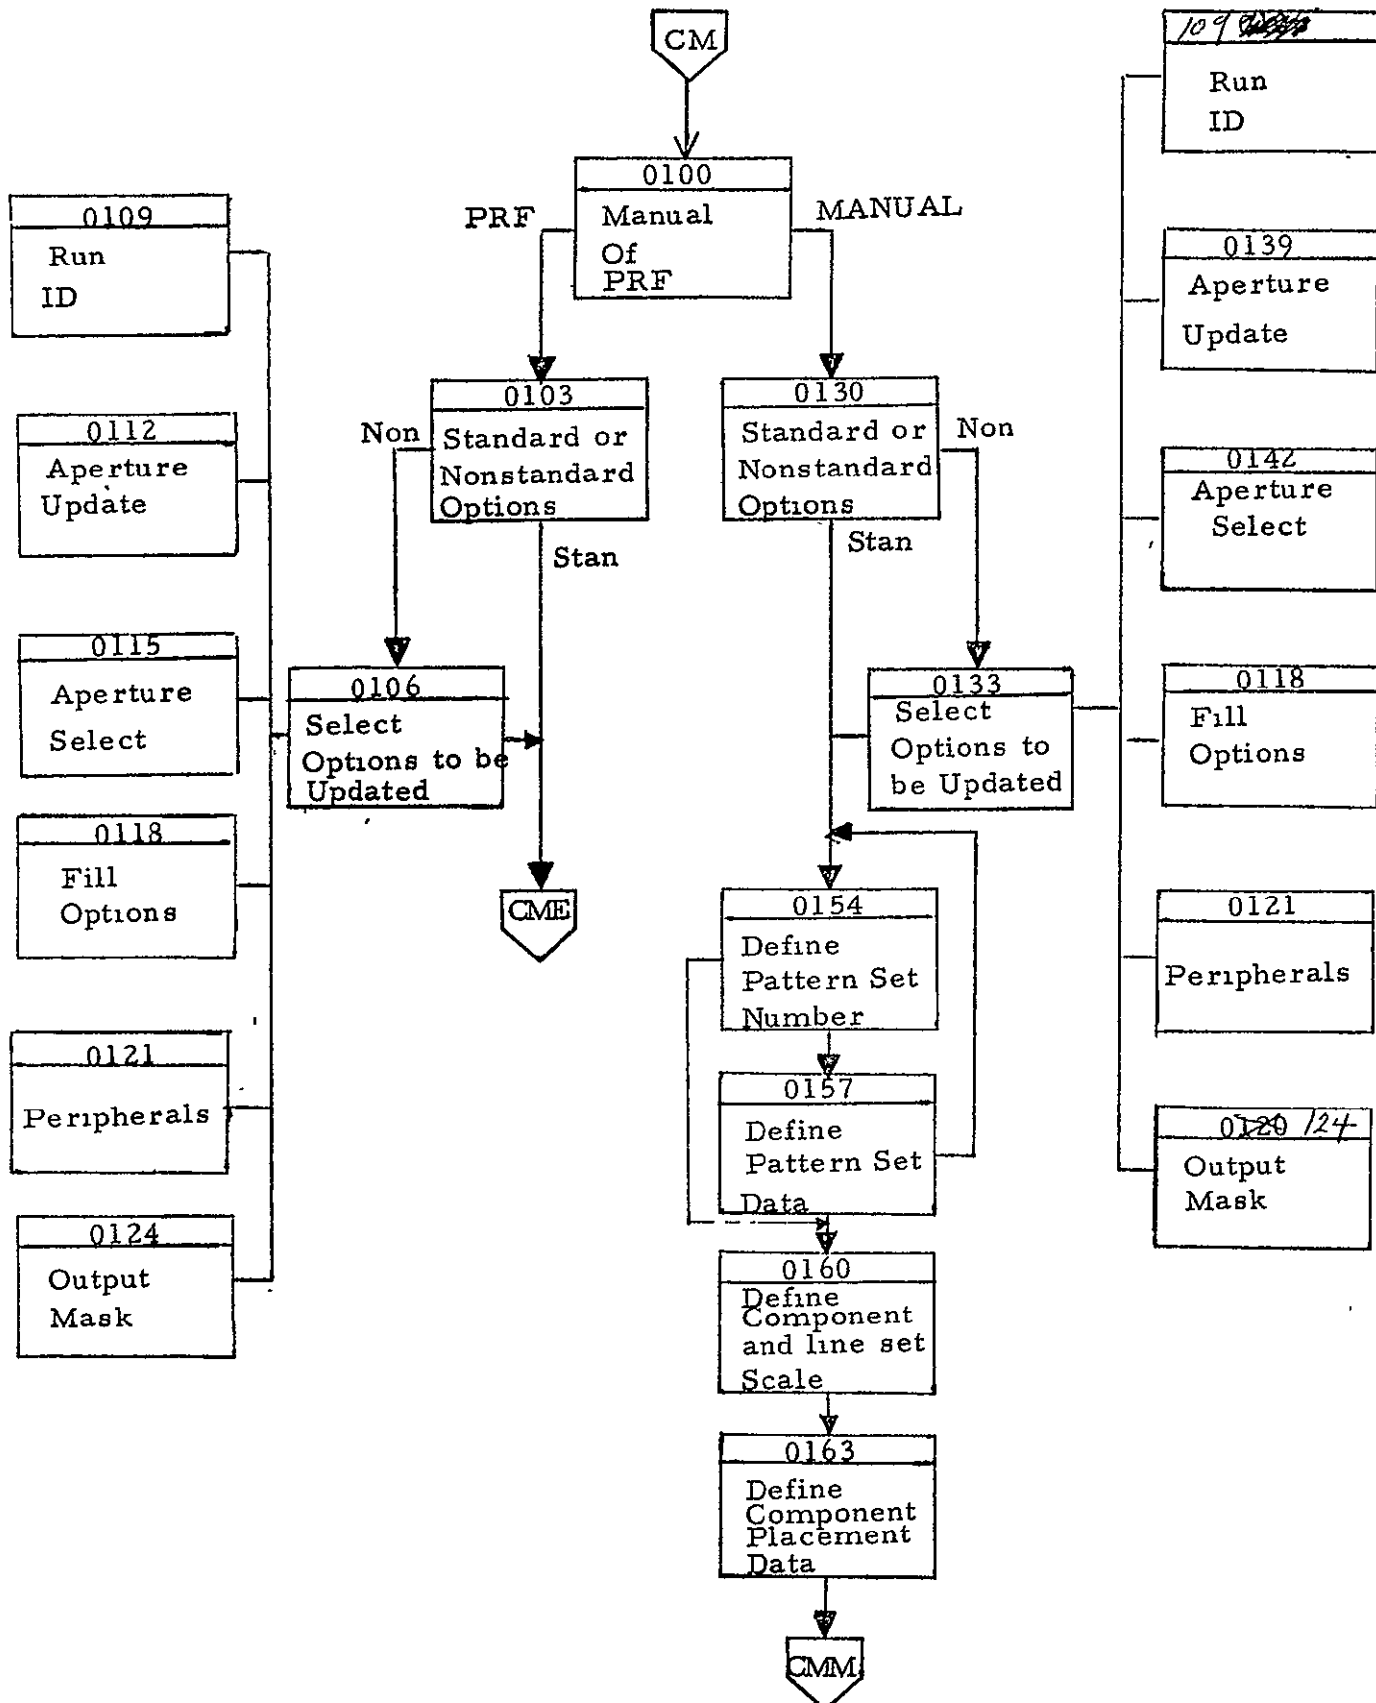 CM
0100
Manual
Of
PRF
PRF
MANUAL
0109
Run
ID
0112
Aperture
Update
0115
Aperture
Select
0118
Fill
Options
0121
Peripherals
0124
Output
Mask
0103
Standard or
Nonstandard
Options
Non
Stan
0106
Select
Options to be
Updated
CME
0130
Standard or
Nonstandard
Options
Non
Stan
0133
Select
Options to
be Updated
0154
Define
Pattern Set
Number
0157
Define
Pattern Set
Data
0160
Define
Component
and line set
Scale
0163
Define
Component
Placement
Data
CMM
109
Run
ID
0139
Aperture
Update
0142
Aperture
Select
0118
Fill
Options
0121
Peripherals
0120 124
Output
Mask